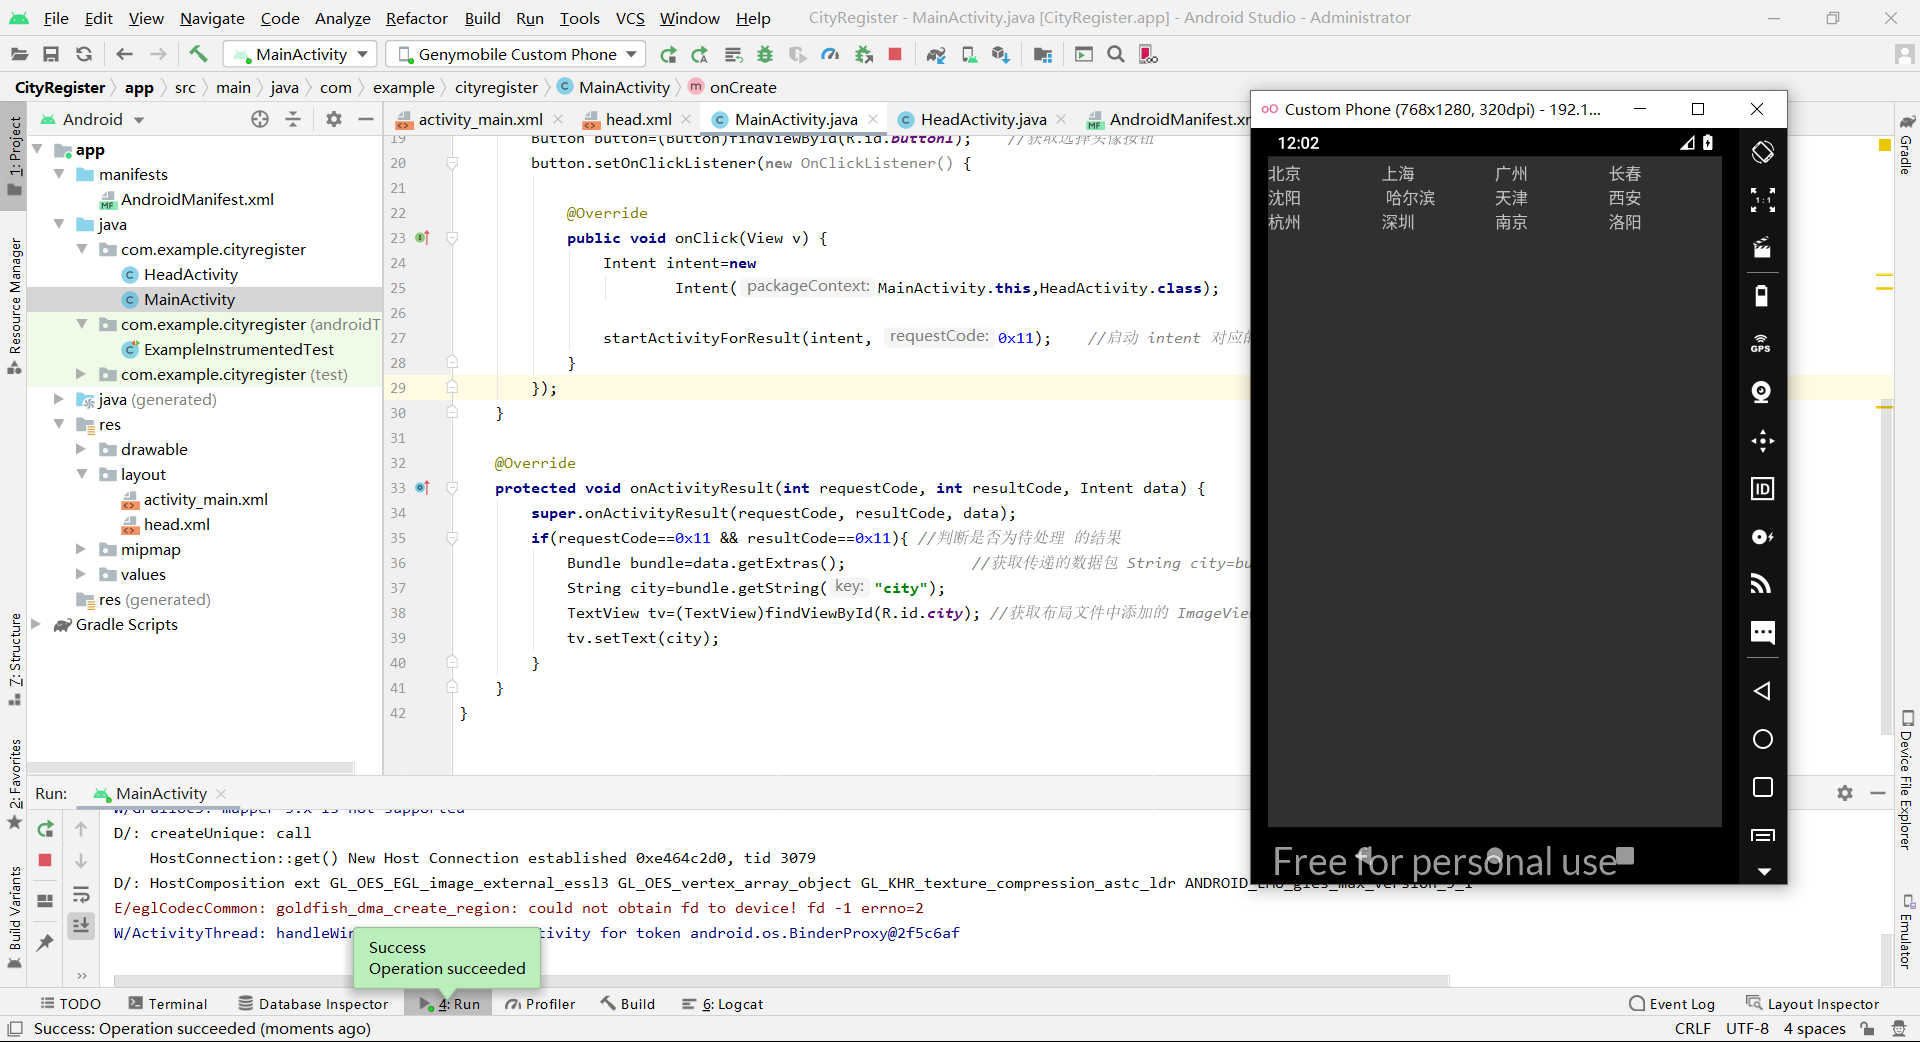 File Edit View Navigate Code Analyze Refactor Build Run Tools VCS Window Help CityRegister - MainActivity.java [CityRegister.app] - Android Studio - Administrator
MainActivity Genymobile Custom Phone
CityRegister app src main java com example cityregister MainActivity onCreate
Android
activity_main.xml head.xml MainActivity.java HeadActivity.java AndroidManifest.xm
1: Project
Resource Manager
7: Structure
2: Favorites
Build Variants
app
manifests
AndroidManifest.xml
java
com.example.cityregister
HeadActivity
MainActivity
com.example.cityregister (androidT
ExampleInstrumentedTest
com.example.cityregister (test)
java (generated)
res
drawable
layout
activity_main.xml
head.xml
mipmap
values
res (generated)
Gradle Scripts
19 Button button=(Button)findViewById(R.id.button1); //获取选择头像按钮
20 button.setOnClickListener(new OnClickListener() {
21
22 @Override
23 public void onClick(View v) {
24 Intent intent=new
25 Intent( packageContext: MainActivity.this,HeadActivity.class);
26
27 startActivityForResult(intent, requestCode: 0x11); //启动 intent 对应的
28 }
29 });
30 }
31
32 @Override
33 protected void onActivityResult(int requestCode, int resultCode, Intent data) {
34 super.onActivityResult(requestCode, resultCode, data);
35 if(requestCode==0x11 && resultCode==0x11){ //判断是否为待处理 的结果
36 Bundle bundle=data.getExtras(); //获取传递的数据包 String city=bu
37 String city=bundle.getString( key: "city");
38 TextView tv=(TextView)findViewById(R.id.city); //获取布局文件中添加的 ImageView
39 tv.setText(city);
40 }
41 }
42 }
Custom Phone (768x1280, 320dpi) - 192.1...
12:02
北京 上海 广州 长春
沈阳 哈尔滨 天津 西安
杭州 深圳 南京 洛阳
Free for personal use
1:1
GPS
ID
Gradle
Device File Explorer
Emulator
Run: MainActivity
W/Gralloc3: mapper 3.x is not supported
D/: createUnique: call
HostConnection::get() New Host Connection established 0xe464c2d0, tid 3079
D/: HostComposition ext GL_OES_EGL_image_external_essl3 GL_OES_vertex_array_object GL_KHR_texture_compression_astc_ldr ANDROID_EMU_gles_max_version_3_1
E/eglCodecCommon: goldfish_dma_create_region: could not obtain fd to device! fd -1 errno=2
W/ActivityThread: handleWin tivity for token android.os.BinderProxy@2f5c6af
Success
Operation succeeded
TODO Terminal Database Inspector 4: Run Profiler Build 6: Logcat Event Log Layout Inspector
Success: Operation succeeded (moments ago) CRLF UTF-8 4 spaces